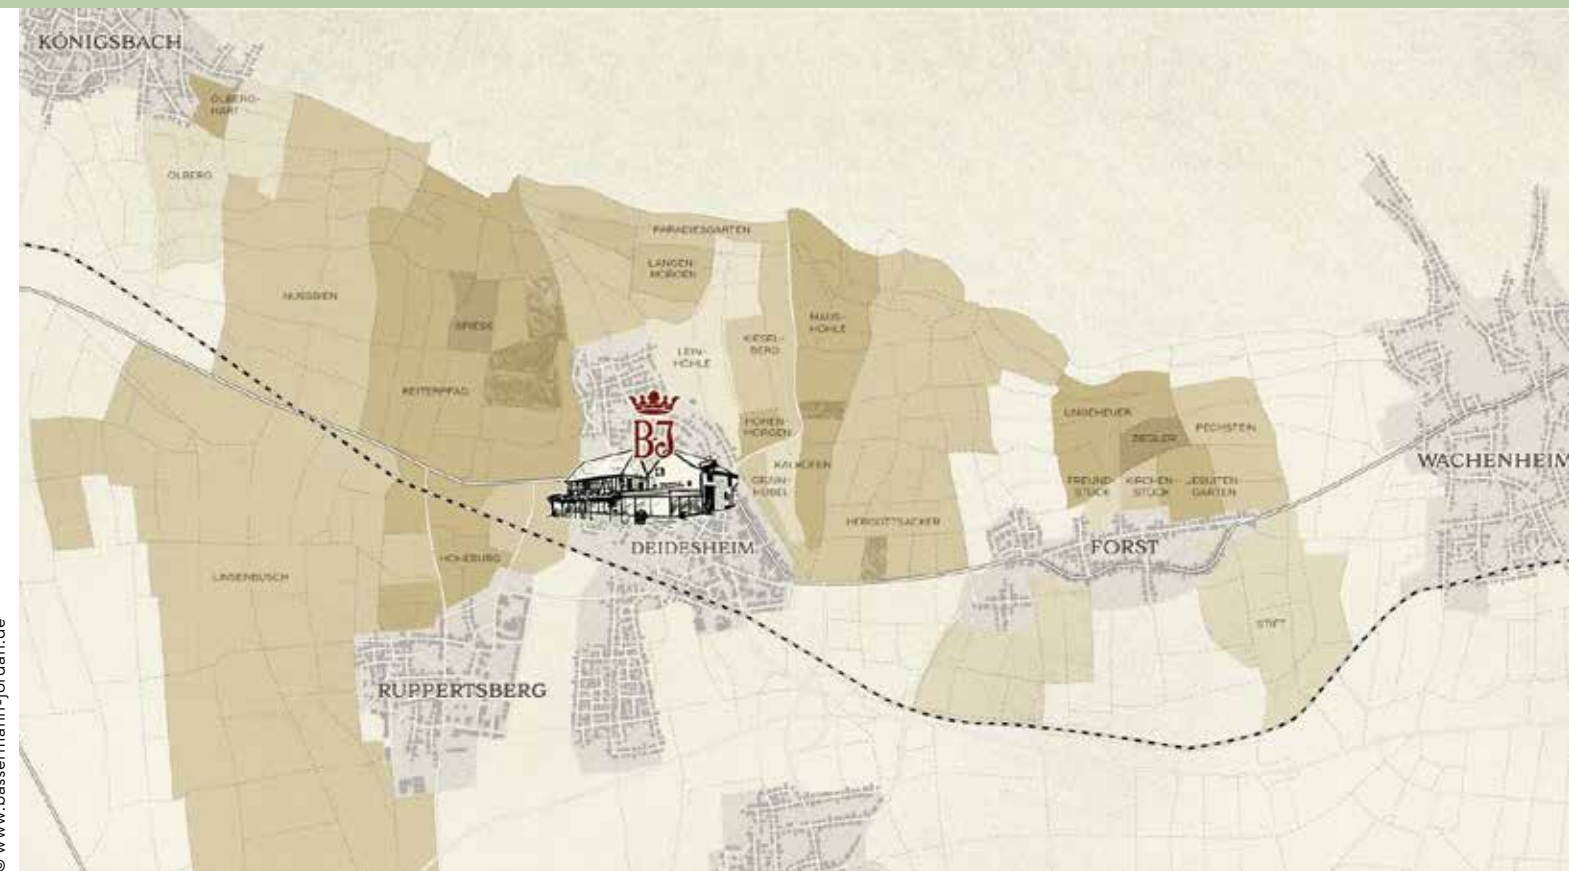 KÖNIGSBACH
ÖLBERG-
HART
ÖLBERG
NUSSBIEN
SPIESS
REITERPFAD
PARADIESGARTEN
LANGEN-
MORGEN
LEIN-
HÖHLE
KIESEL-
BERG
MAUS-
HÖHLE
HOHEN-
MORGEN
KALKOFEN
GRAIN-
HÜBEL
BJ
DEIDESHEIM
HERGOTTSACKER
UNGEHEUER
ZIEGLER
PECHSTEIN
FREUND-
STÜCK
KIRCHEN-
STÜCK
JESUITEN-
GARTEN
FORST
WACHENHEIM
STIFT
HOHEBURG
LINSENBUSCH
RUPPERTSBERG
© www.bassermann-jordan.de